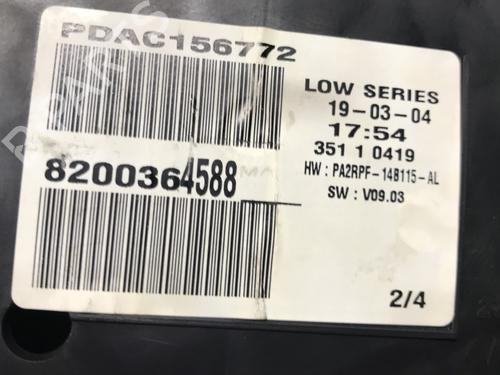 PDAC156772
LOW SERIES
19-03-04
17:54
351 1 0419
HW : PA2RPF-14B115-AL
SW : V09.03
8200364588
2/4